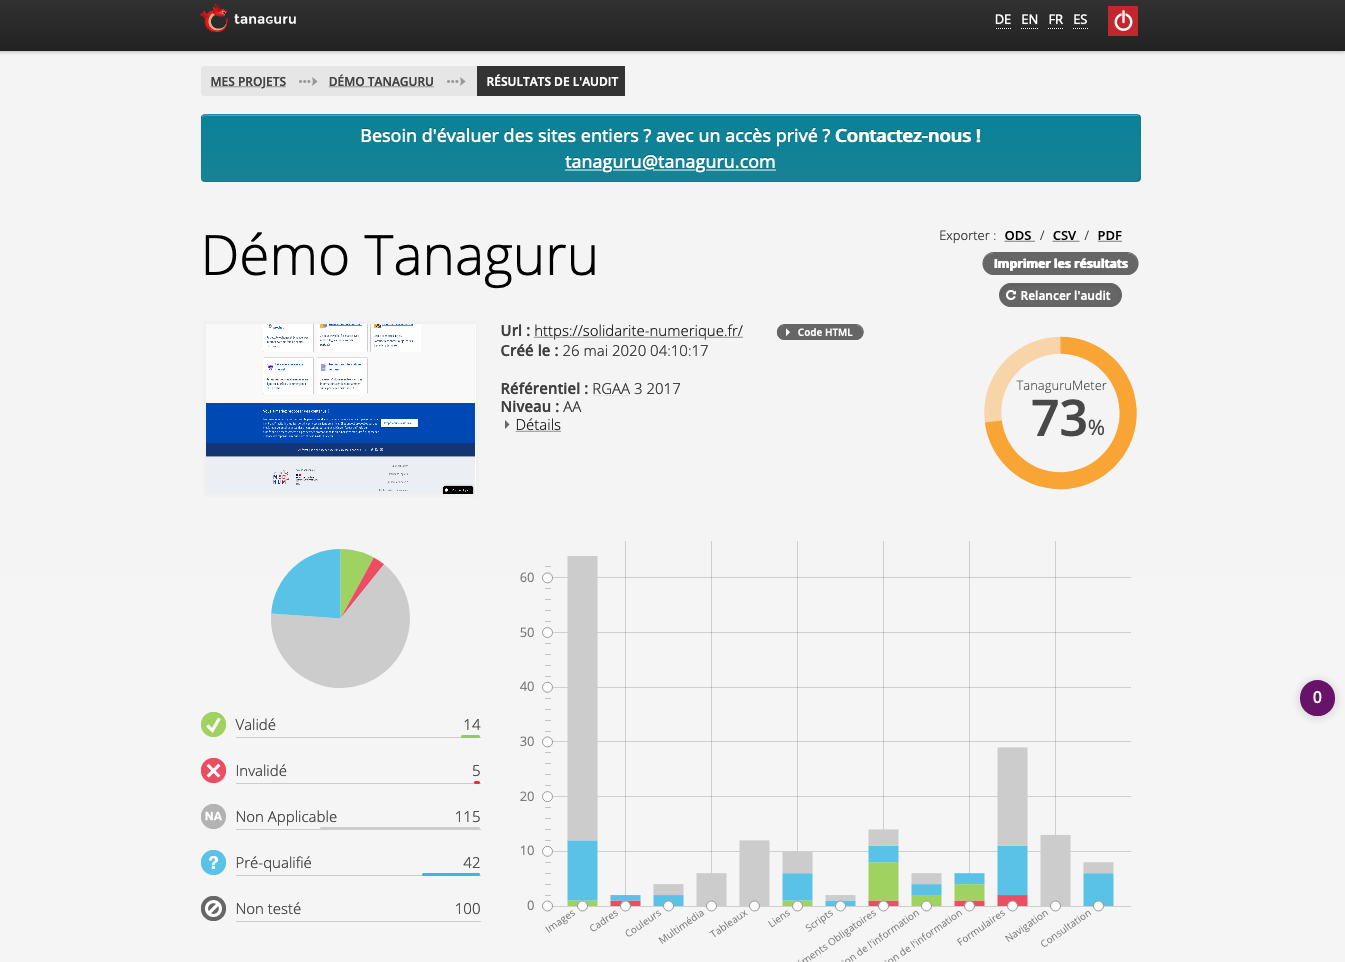 tanaguru
DE EN FR ES
MES PROJETS
DÉMO TANAGURU
RÉSULTATS DE L'AUDIT
Besoin d'évaluer des sites entiers ? avec un accès privé ? Contactez-nous !
tanaguru@tanaguru.com
Démo Tanaguru
Exporter : ODS / CSV / PDF
Imprimer les résultats
Relancer l'audit
Url : https://solidarite-numerique.fr/
Code HTML
Créé le : 26 mai 2020 04:10:17
Référentiel : RGAA 3 2017
Niveau : AA
Détails
TanaguruMeter
73%
Validé 14
Invalidé 5
NA Non Applicable 115
? Pré-qualifié 42
Non testé 100
60
50
40
30
20
10
0
Images
Cadres
Couleurs
Multimédia
Tableaux
Liens
Scripts
ments Obligatoires
ion de l'information
on de l'information
Formulaires
Navigation
Consultation
0